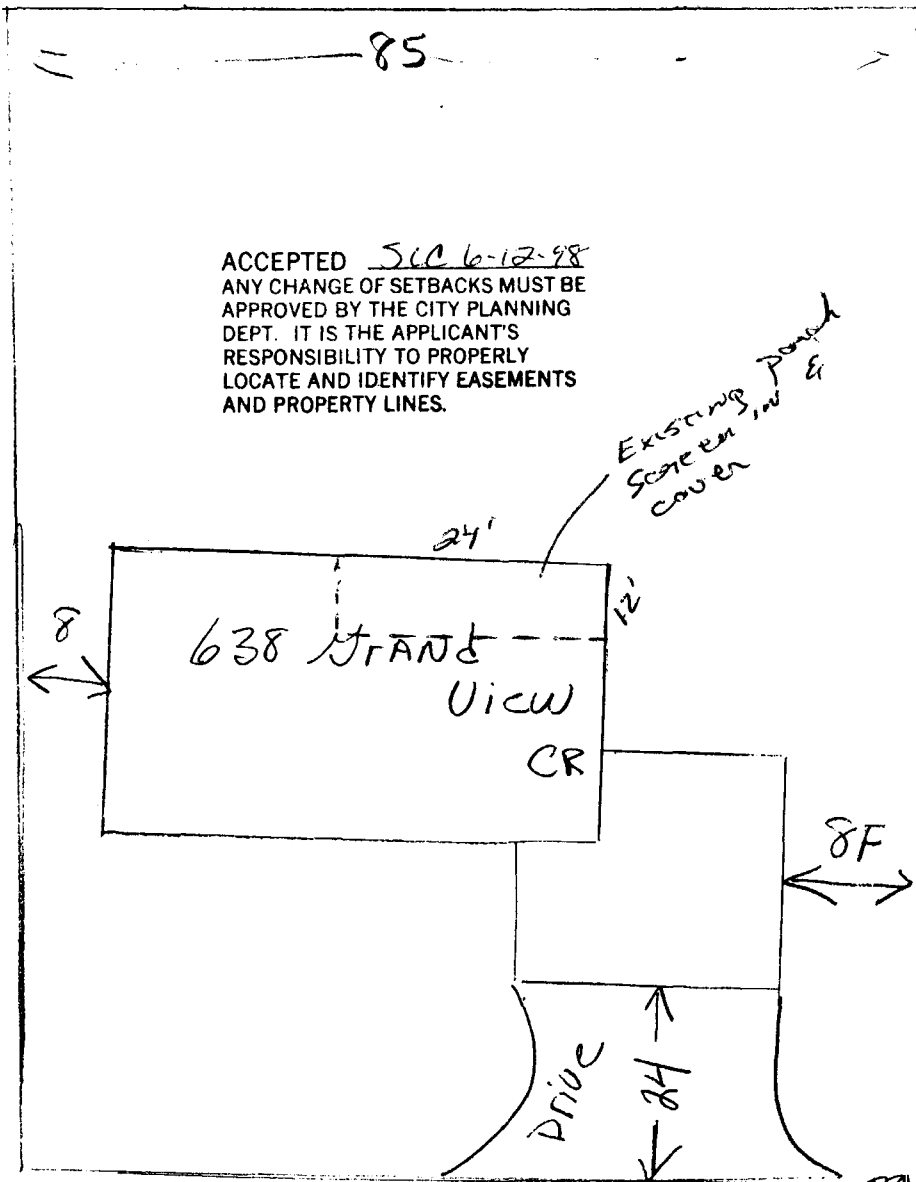 85
ACCEPTED SLC 6-12-98
ANY CHANGE OF SETBACKS MUST BE
APPROVED BY THE CITY PLANNING
DEPT. IT IS THE APPLICANT'S
RESPONSIBILITY TO PROPERLY
LOCATE AND IDENTIFY EASEMENTS
AND PROPERTY LINES.
Existing
Screen in &
cover
24'
12'
8
638 Grand
View
CR
8F
Drive
24